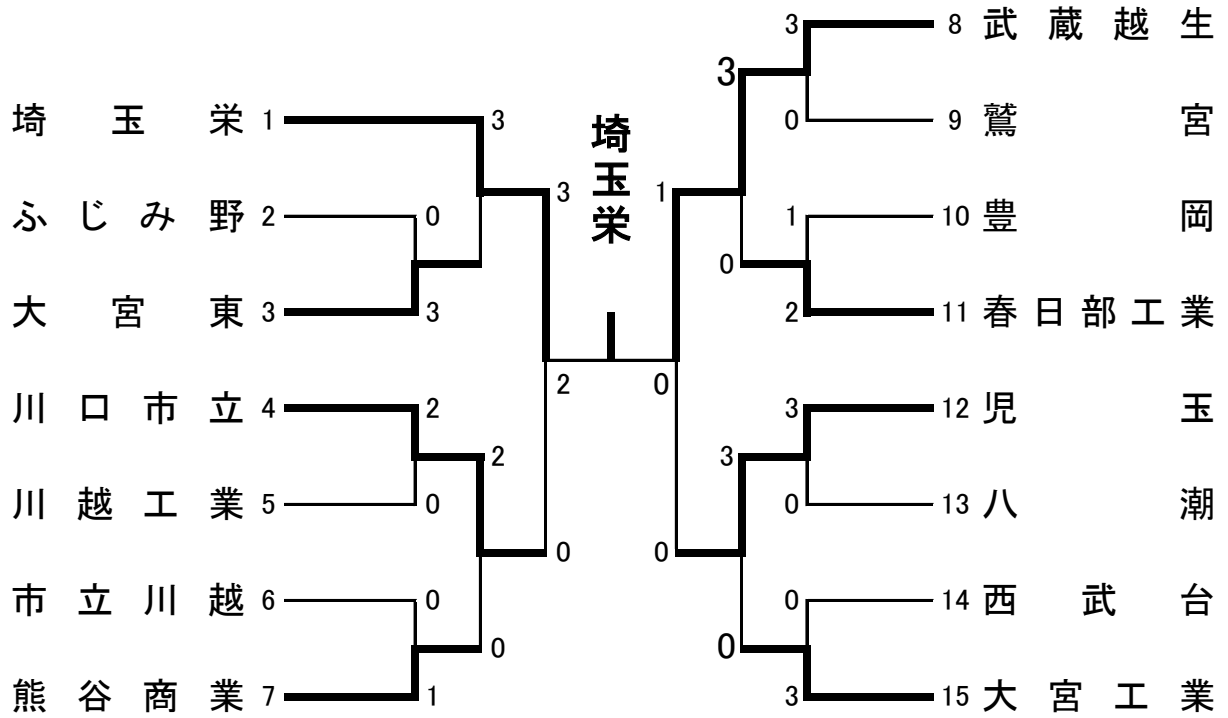 埼玉栄 1
ふじみ野 2
大宮東 3
川口市立 4
川越工業 5
市立川越 6
熊谷商業 7
3
0
3
2
0
0
1
3
2
0
3
0
2
埼玉栄
0
1
0
3
0
3
0
3
0
1
2
3
0
0
3
8 武蔵越生
9 鷲宮
10 豊岡
11 春日部工業
12 児玉
13 八潮
14 西武台
15 大宮工業